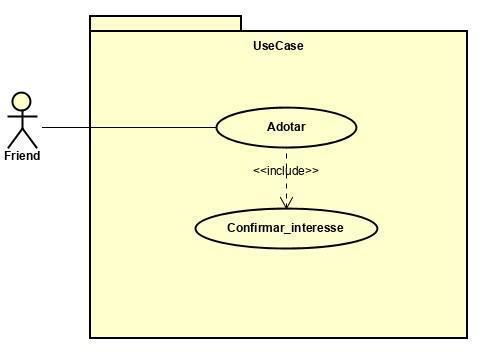 UseCase
Adotar
Friend
<<include>>
Confirmar_interesse